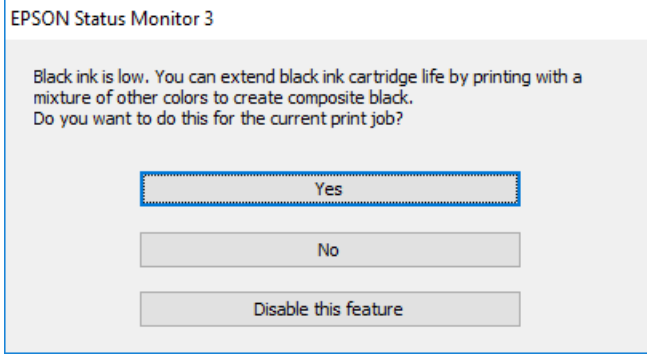 EPSON Status Monitor 3
Black ink is low. You can extend black ink cartridge life by printing with a
mixture of other colors to create composite black.
Do you want to do this for the current print job?
Yes
No
Disable this feature